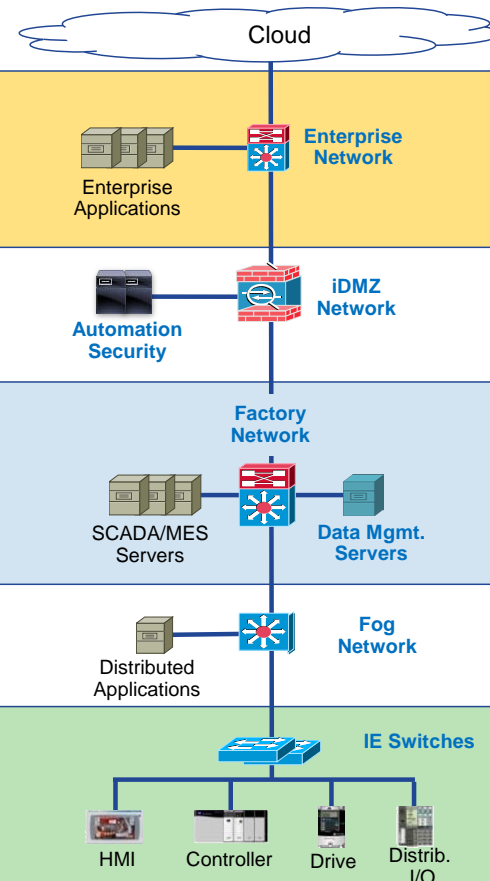 Cloud
Enterprise
Network
Enterprise
Applications
iDMZ
Network
Automation
Security
Factory
Network
SCADA/MES
Servers
Data Mgmt.
Servers
Fog
Network
Distributed
Applications
IE Switches
HMI
Controller
Drive
Distrib.
I/O